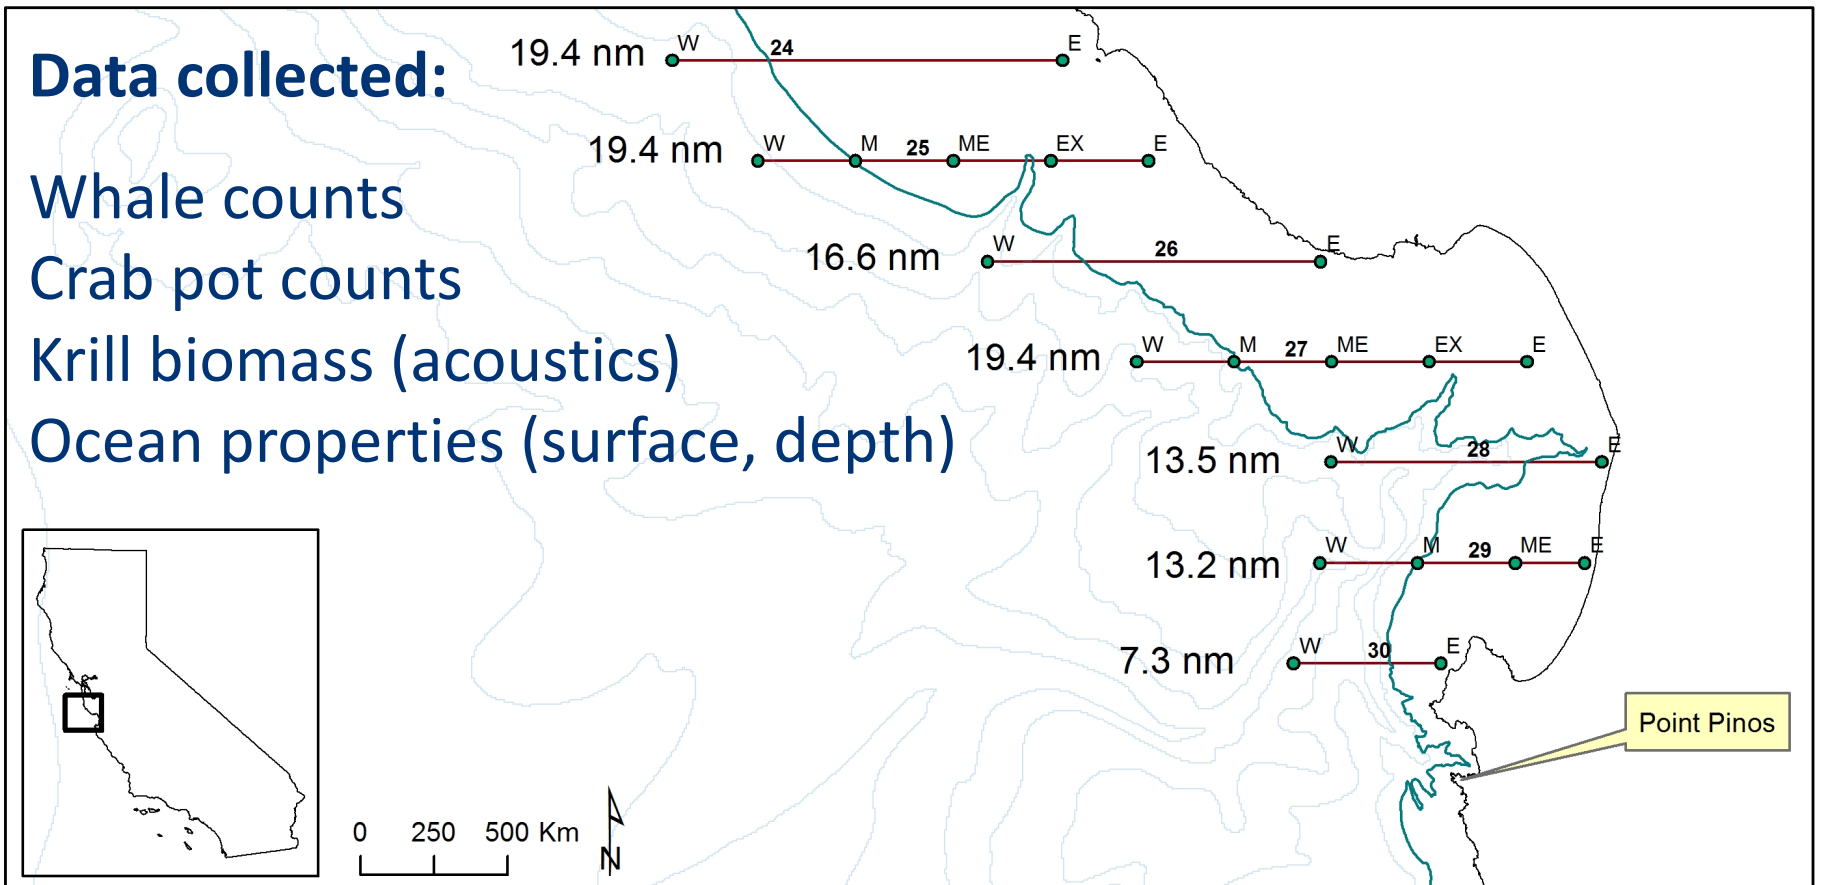 Data collected:
Whale counts
Crab pot counts
Krill biomass (acoustics)
Ocean properties (surface, depth)
19.4 nm W 24 E
19.4 nm W M 25 ME EX E
16.6 nm W 26 E
19.4 nm W M 27 ME EX E
13.5 nm W 28 E
13.2 nm W M 29 ME E
7.3 nm W 30 E
Point Pinos
0 250 500 Km
N